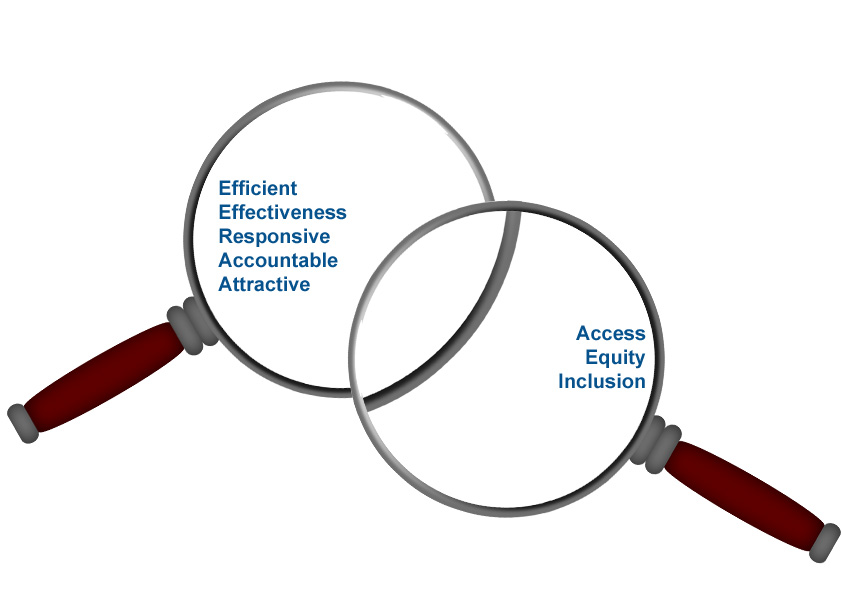 Efficient
Effectiveness
Responsive
Accountable
Attractive
Access
Equity
Inclusion